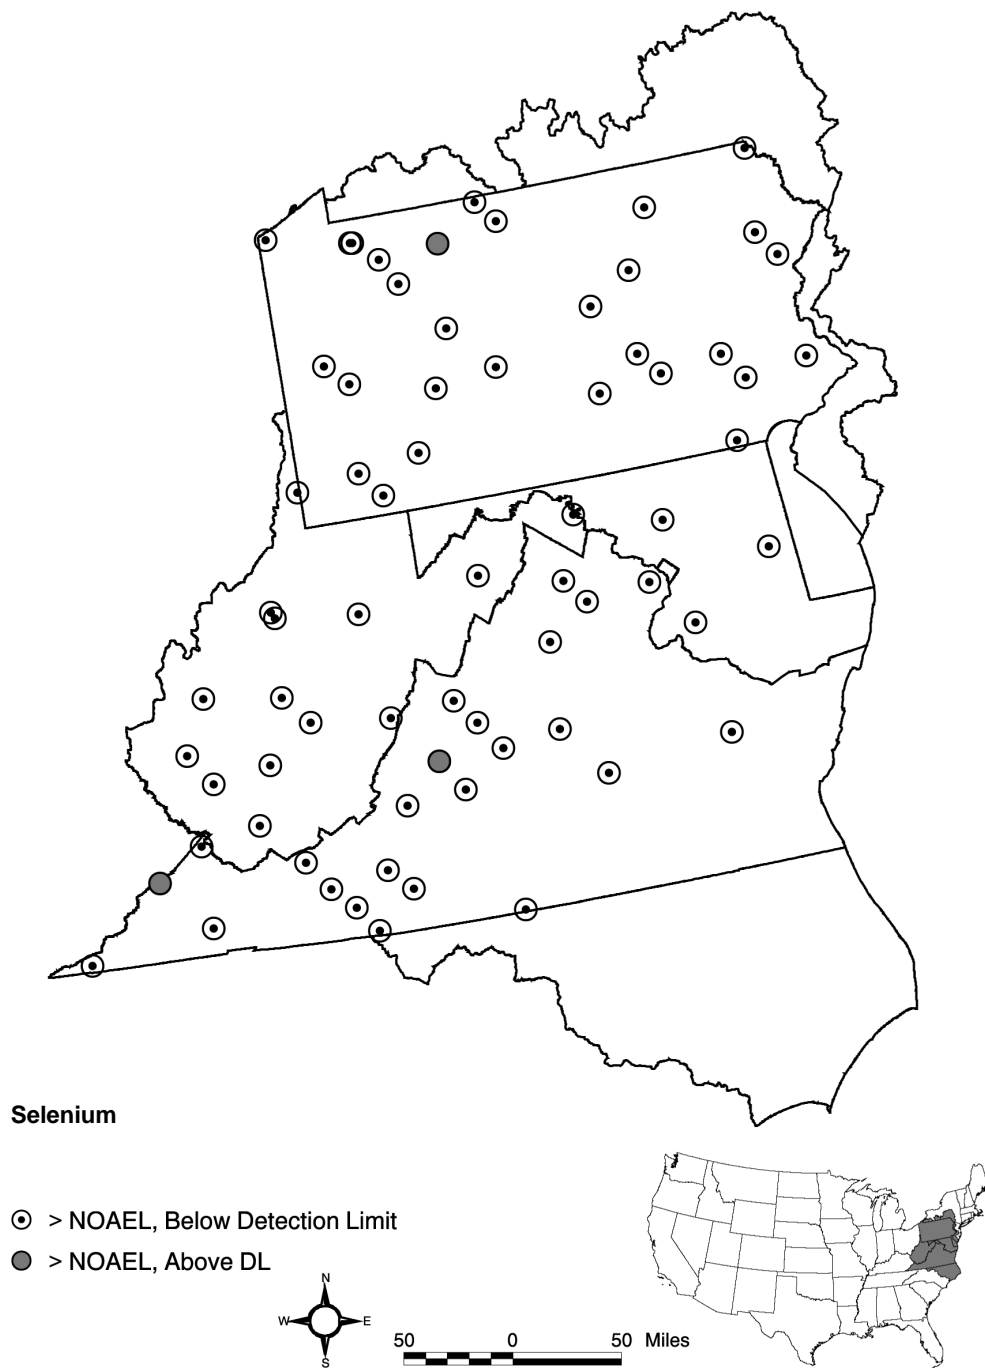 Selenium
> NOAEL, Below Detection Limit
> NOAEL, Above DL
N
W E
S
50 0 50 Miles